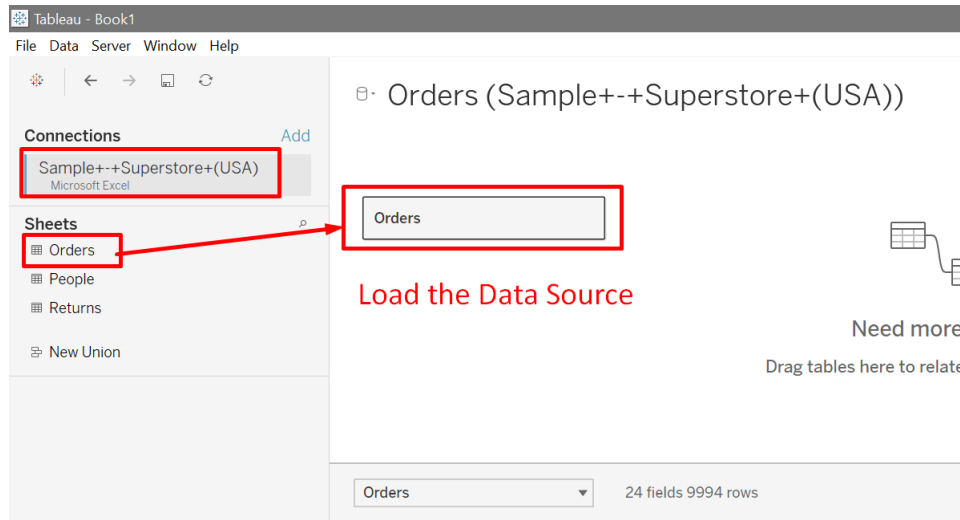 Tableau - Book1
File Data Server Window Help
Orders (Sample+-+Superstore+(USA))
Connections Add
Sample+-+Superstore+(USA)
Microsoft Excel
Sheets
Orders
Orders
People
Load the Data Source
Returns
Need more
New Union
Drag tables here to relate
Orders 24 fields 9994 rows